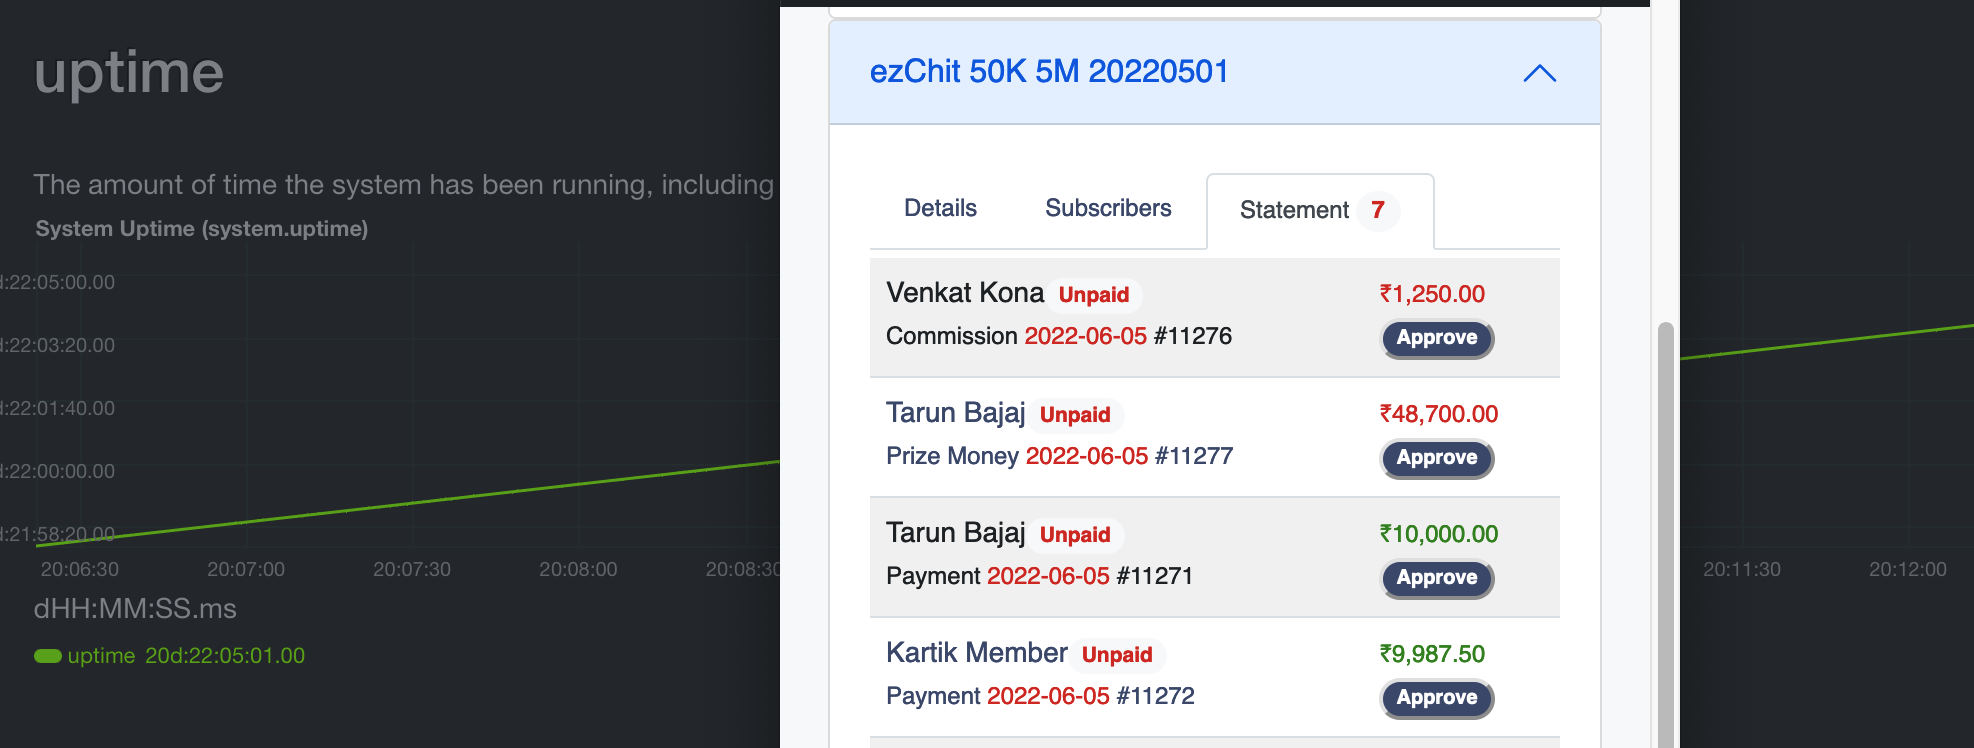 uptime
The amount of time the system has been running, including
System Uptime (system.uptime)
d:22:05:00.00
d:22:03:20.00
d:22:01:40.00
d:22:00:00.00
d:21:58:20.00
20:06:30 20:07:00 20:07:30 20:08:00 20:08:30
dHH:MM:SS.ms
uptime 20d:22:05:01.00
ezChit 50K 5M 20220501
Details Subscribers Statement 7
Venkat Kona Unpaid ₹1,250.00
Commission 2022-06-05 #11276 Approve
Tarun Bajaj Unpaid ₹48,700.00
Prize Money 2022-06-05 #11277 Approve
Tarun Bajaj Unpaid ₹10,000.00
Payment 2022-06-05 #11271 Approve
Kartik Member Unpaid ₹9,987.50
Payment 2022-06-05 #11272 Approve
20:11:30 20:12:00